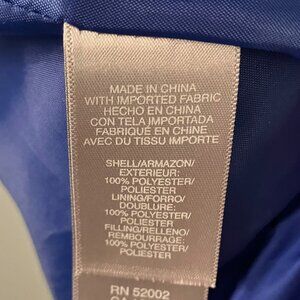 MADE IN CHINA
WITH IMPORTED FABRIC
HECHO EN CHINA
CON TELA IMPORTADA
FABRIQUÉ EN CHINE
AVEC DU TISSU IMPORTE
SHELL/ARMAZON/
EXTERIEUR:
100% POLYESTER/
POLIESTER
LINING/FORRO/
DOUBLURE:
100% POLYESTER/
POLIESTER
FILLING/RELLENO/
REMBOURRAGE:
100% POLYESTER/
POLIESTER
RN 52002